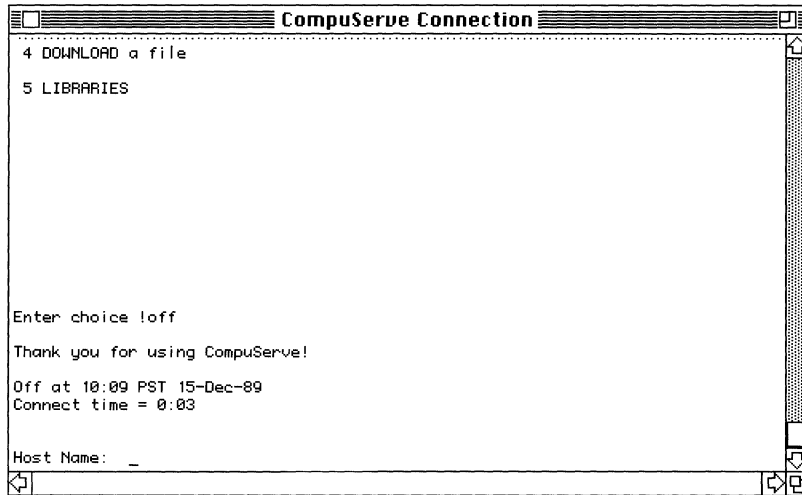 CompuServe Connection
4 DOWNLOAD a file
5 LIBRARIES
Enter choice !off
Thank you for using CompuServe!
Off at 10:09 PST 15-Dec-89
Connect time = 0:03
Host Name: _